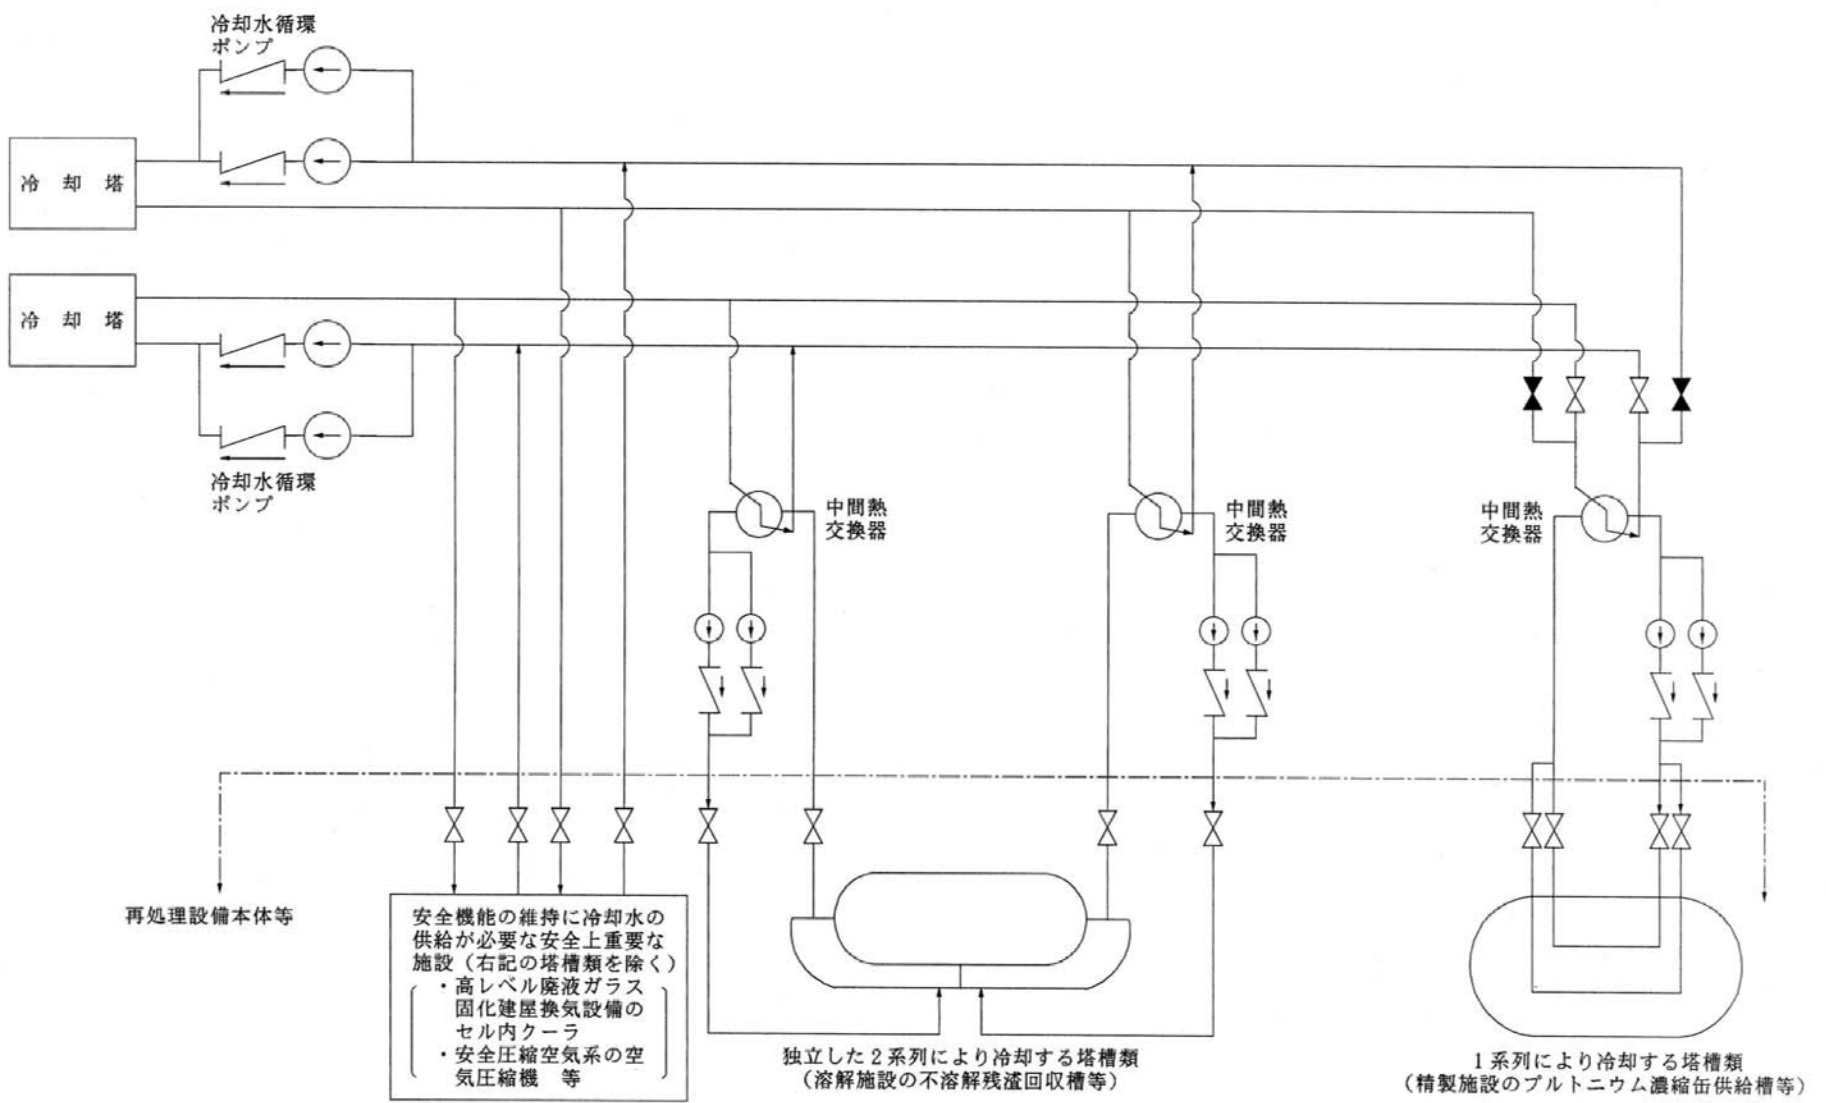 冷却水循環
ポンプ
冷却塔
冷却塔
冷却水循環
ポンプ
中間熱
交換器
中間熱
交換器
中間熱
交換器
再処理設備本体等
安全機能の維持に冷却水の
供給が必要な安全上重要な
施設（右記の塔槽類を除く）
・高レベル廃液ガラス
固化建屋換気設備の
セル内クーラ
・安全圧縮空気系の空
気圧縮機　等
独立した2系列により冷却する塔槽類
（溶解施設の不溶解残渣回収槽等）
1系列により冷却する塔槽類
（精製施設のプルトニウム濃縮缶供給槽等）